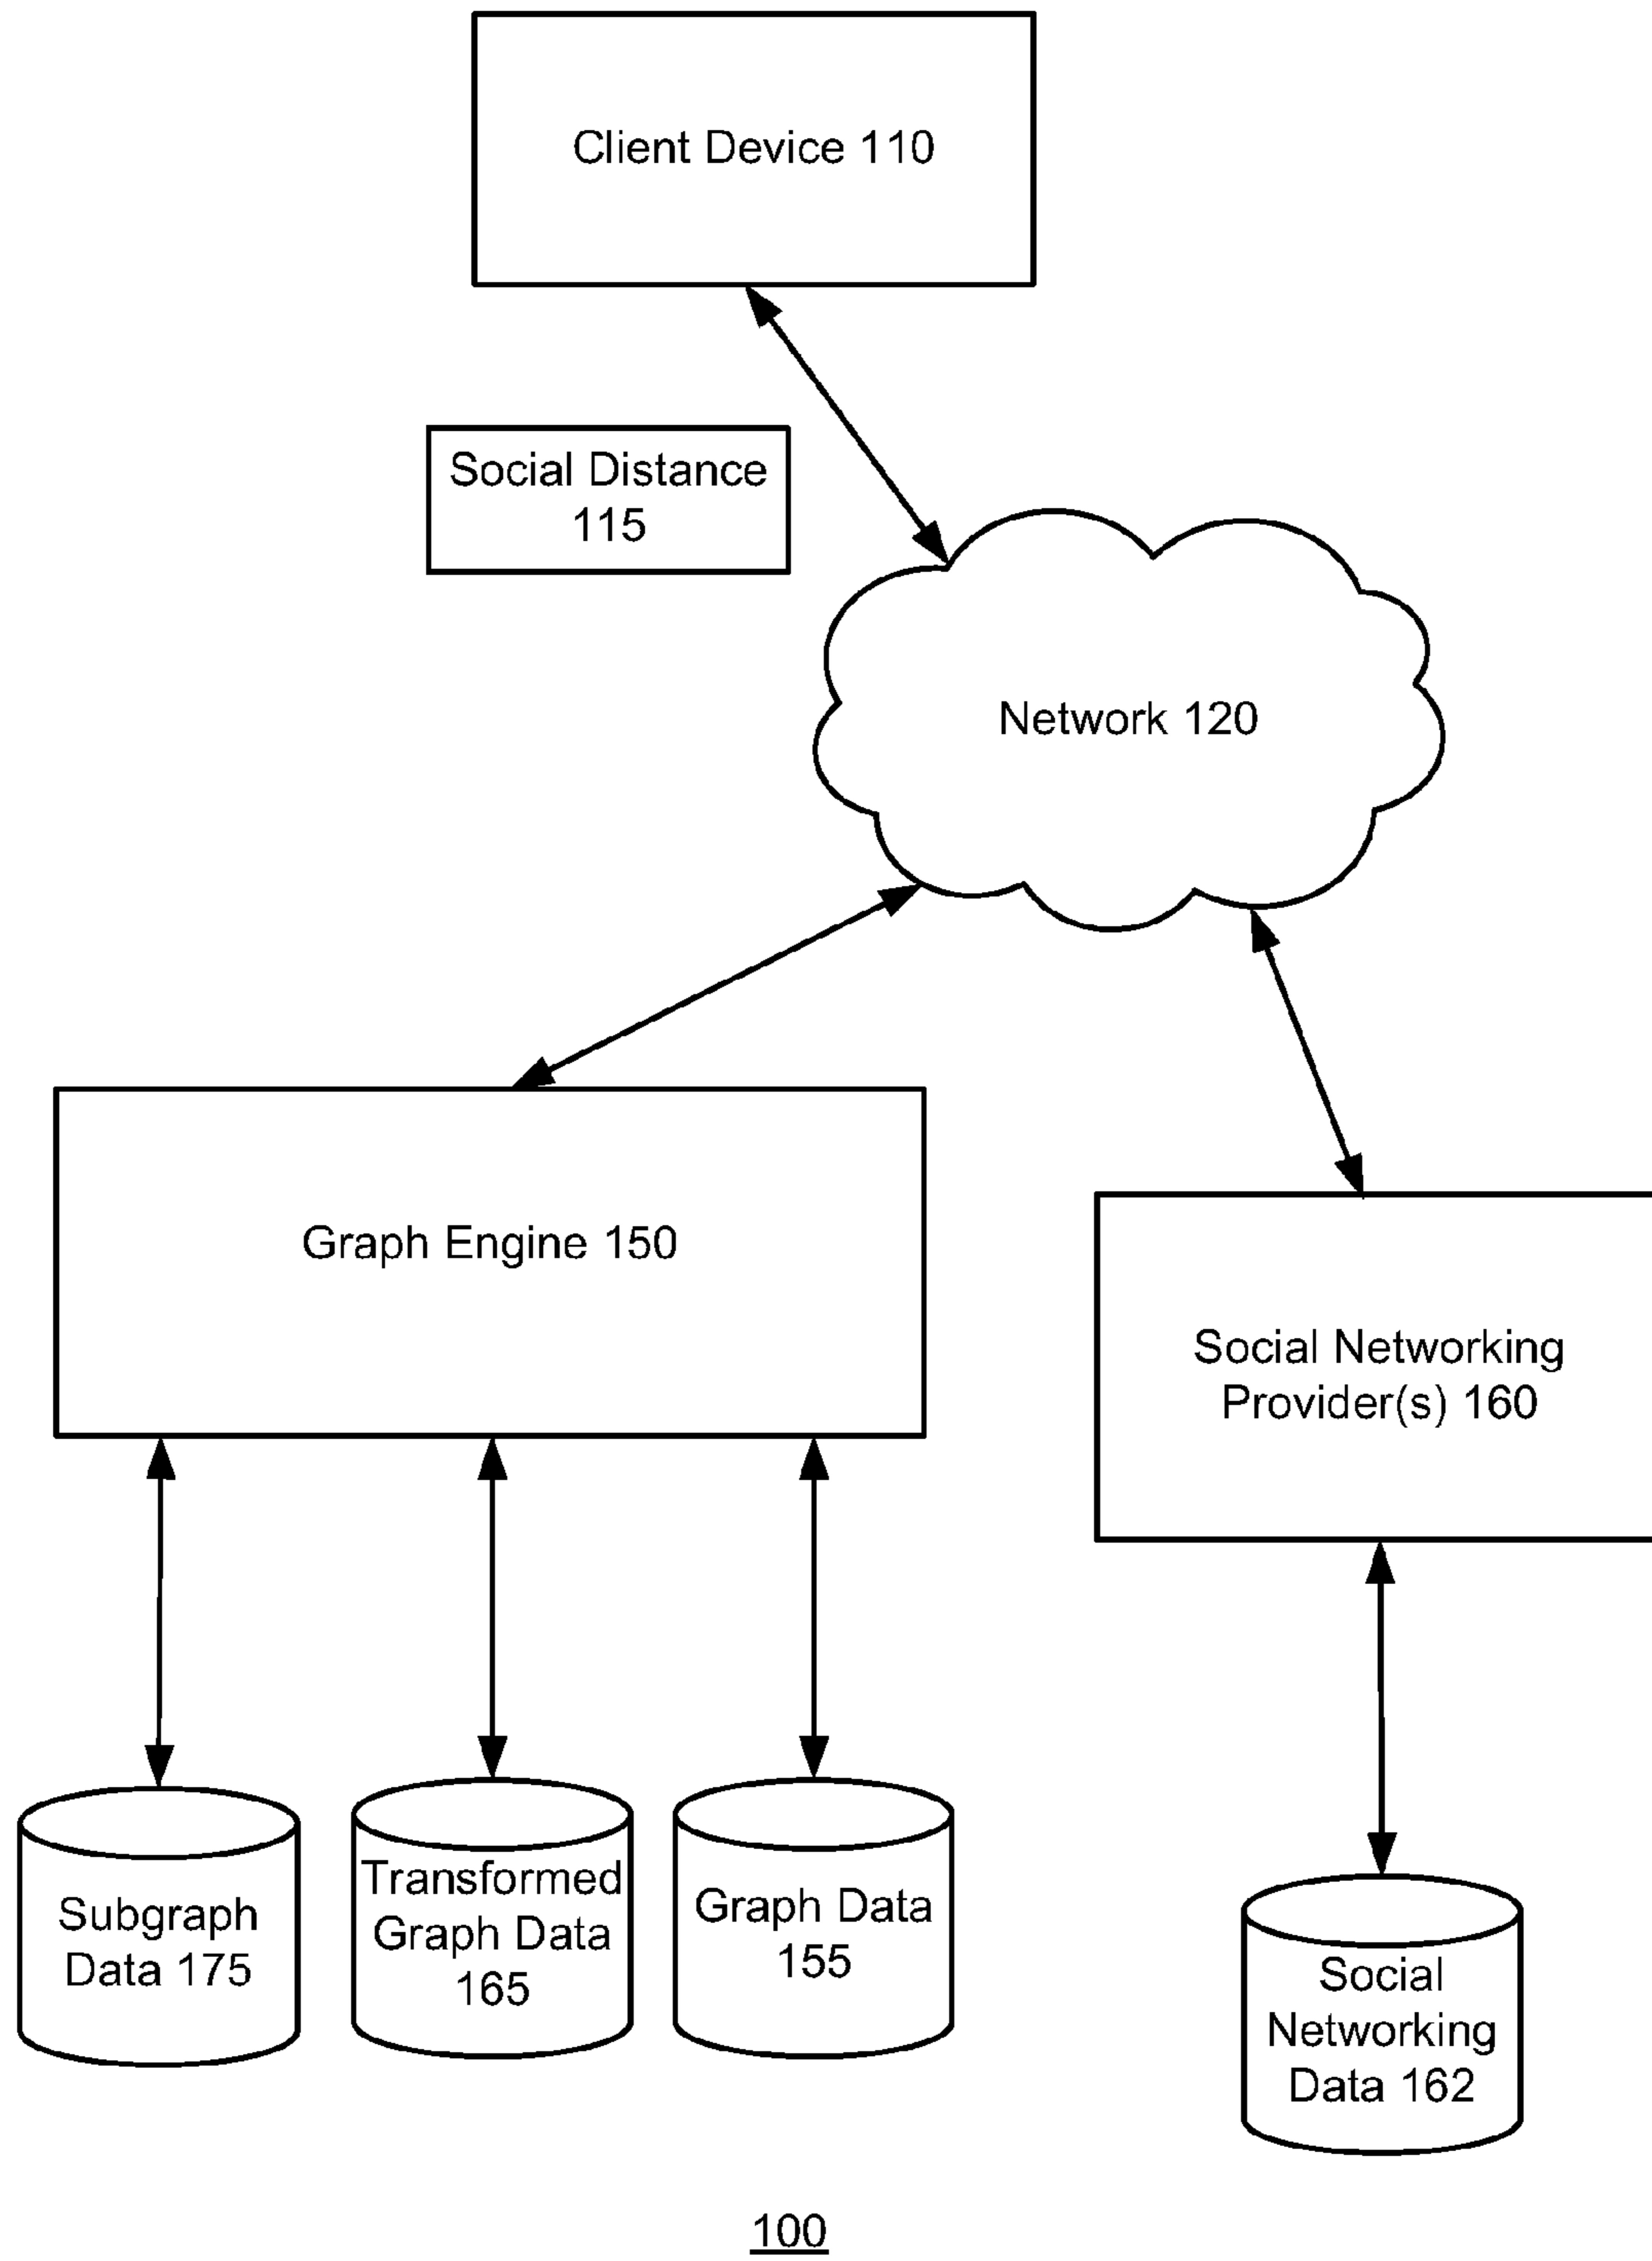 Client Device 110
Social Distance
115
Network 120
Graph Engine 150
Social Networking
Provider(s) 160
Subgraph
Data 175
Transformed
Graph Data
165
Graph Data
155
Social
Networking
Data 162
100